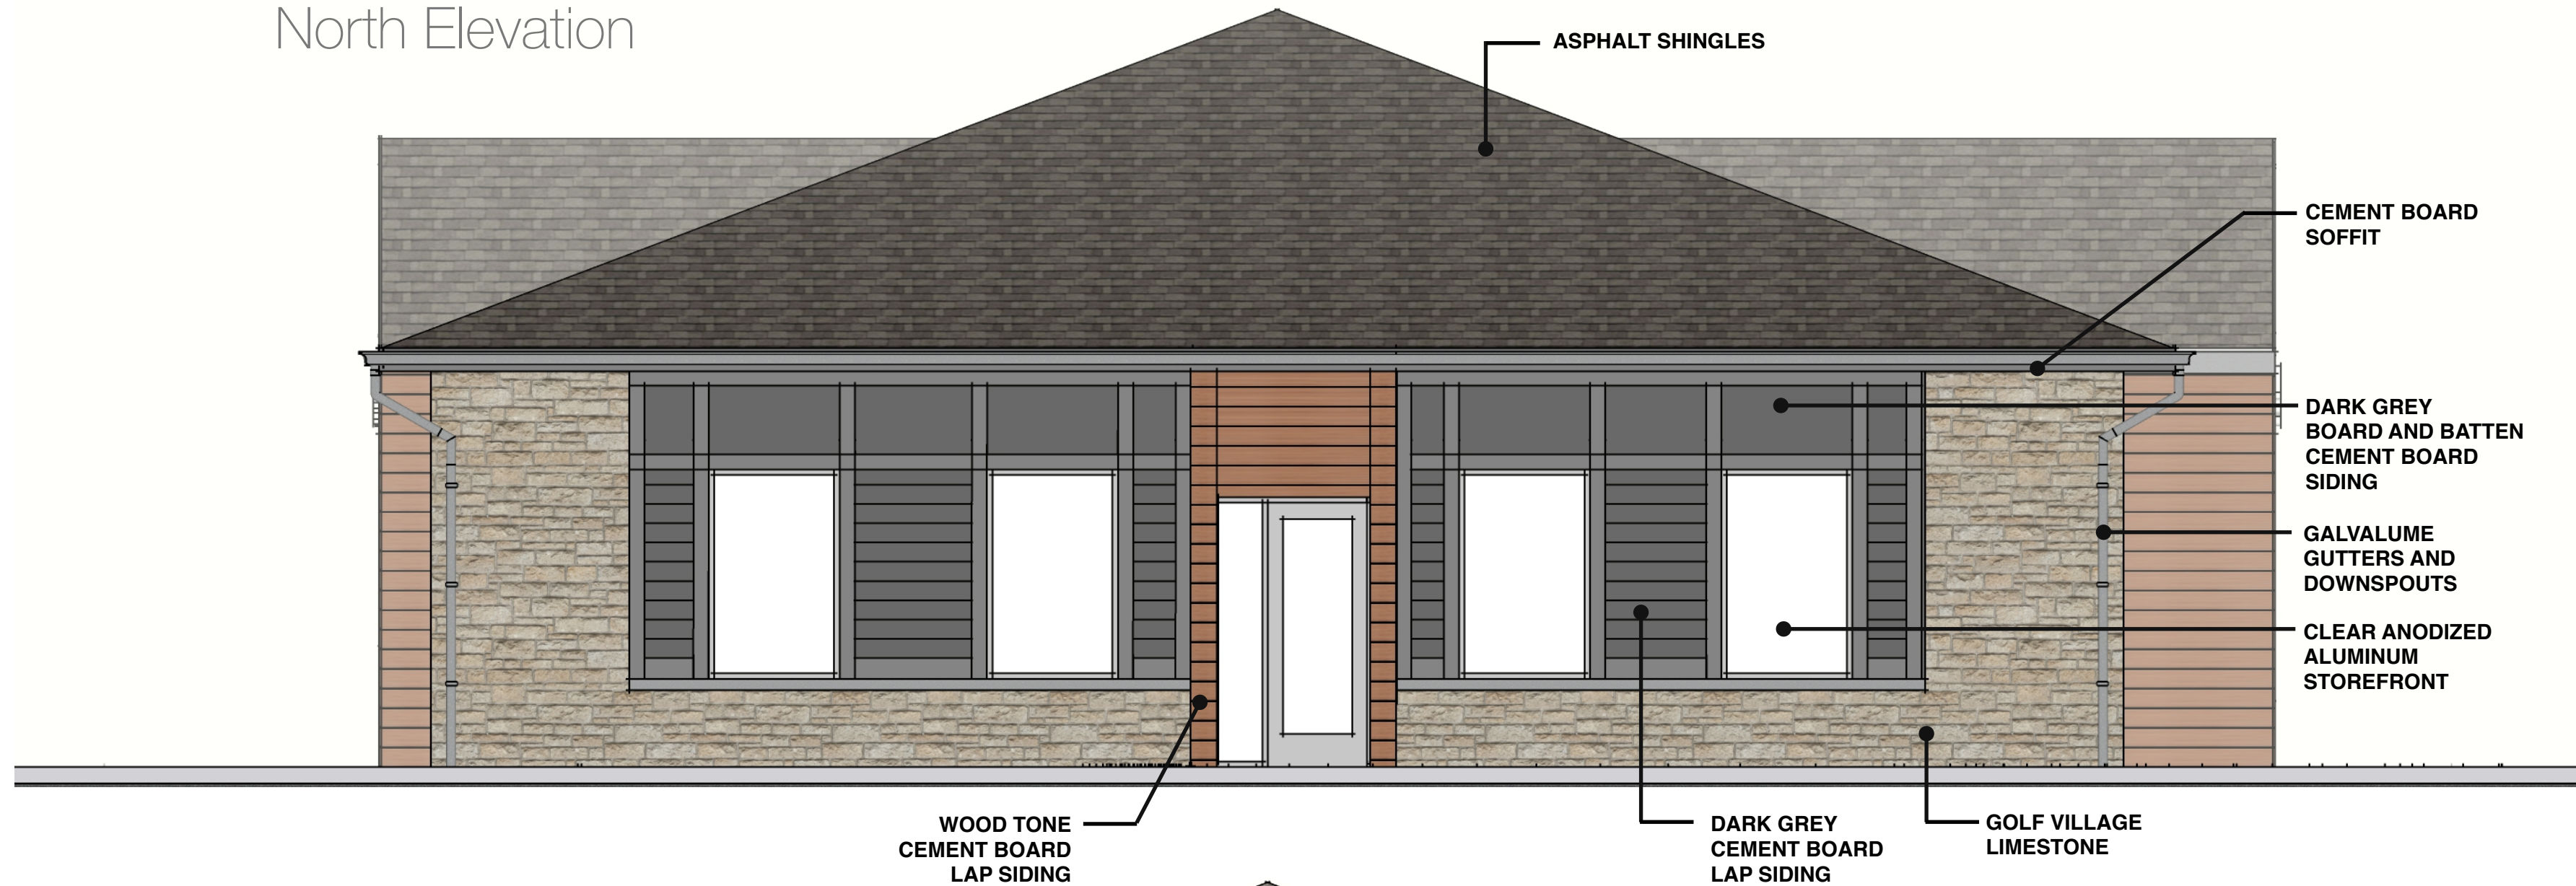 North Elevation
ASPHALT SHINGLES
CEMENT BOARD
SOFFIT
DARK GREY
BOARD AND BATTEN
CEMENT BOARD
SIDING
GALVALUME
GUTTERS AND
DOWNSPOUTS
CLEAR ANODIZED
ALUMINUM
STOREFRONT
WOOD TONE
CEMENT BOARD
LAP SIDING
DARK GREY
CEMENT BOARD
LAP SIDING
GOLF VILLAGE
LIMESTONE